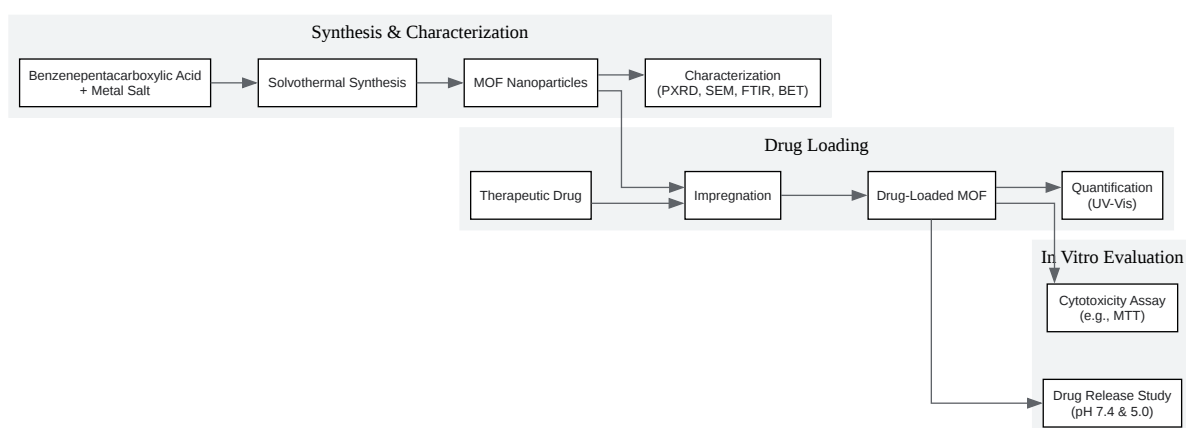 Synthesis & Characterization
Benzenepentacarboxylic Acid
+ Metal Salt
Solvothermal Synthesis
MOF Nanoparticles
Characterization
(PXRD, SEM, FTIR, BET)
Drug Loading
Therapeutic Drug
Impregnation
Drug-Loaded MOF
Quantification
(UV-Vis)
In Vitro Evaluation
Cytotoxicity Assay
(e.g., MTT)
Drug Release Study
(pH 7.4 & 5.0)